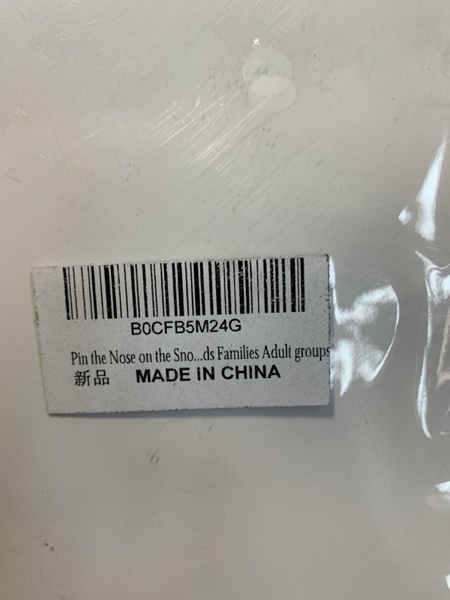 B0CFB5M24G
Pin the Nose on the Sno...ds Families Adult groups
新品 MADE IN CHINA